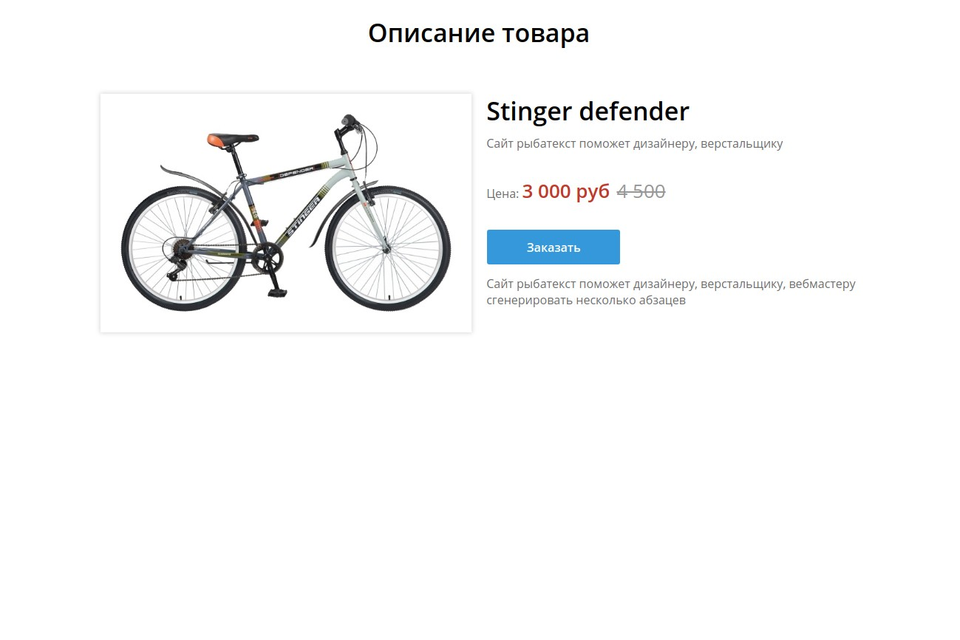 Описание товара
Stinger defender
Сайт рыбатекст поможет дизайнеру, верстальщику
Цена: 3 000 руб 4 500
Заказать
Сайт рыбатекст поможет дизайнеру, верстальщику, вебмастеру
сгенерировать несколько абзацев
DEFENDER
STINGER